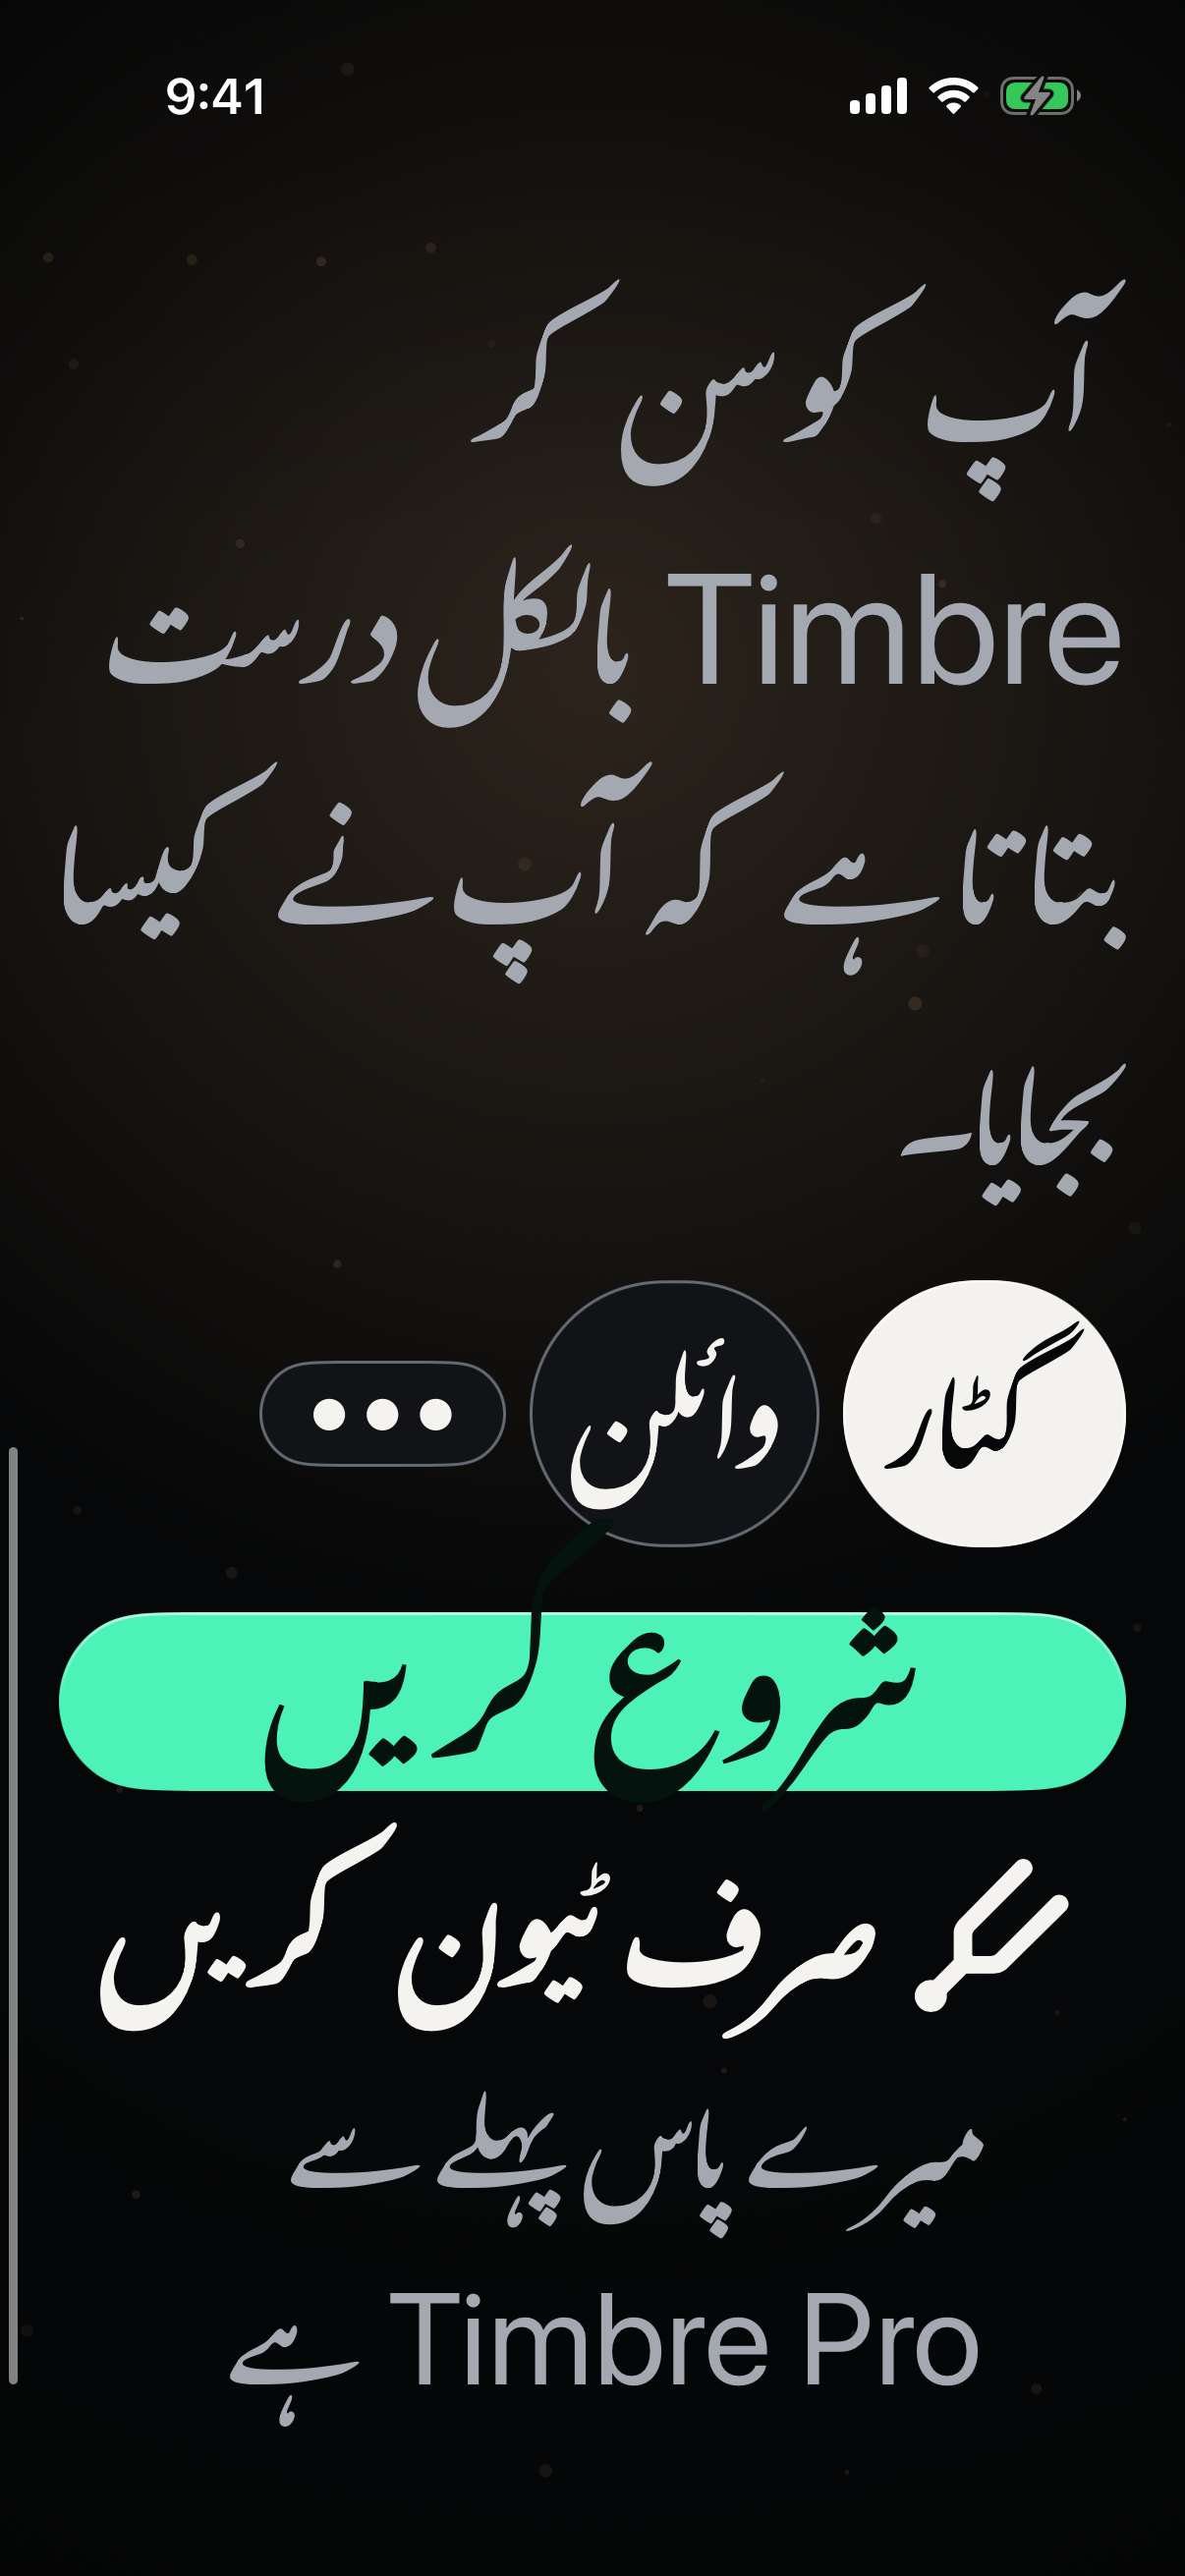 9:41
آپ کو سن کر
Timbre بالکل درست
بتاتا ہے کہ آپ نے کیسا
بجایا۔
گٹار
وائلن
شروع کریں
صرف ٹیون کریں
میرے پاس پہلے سے
Timbre Pro ہے